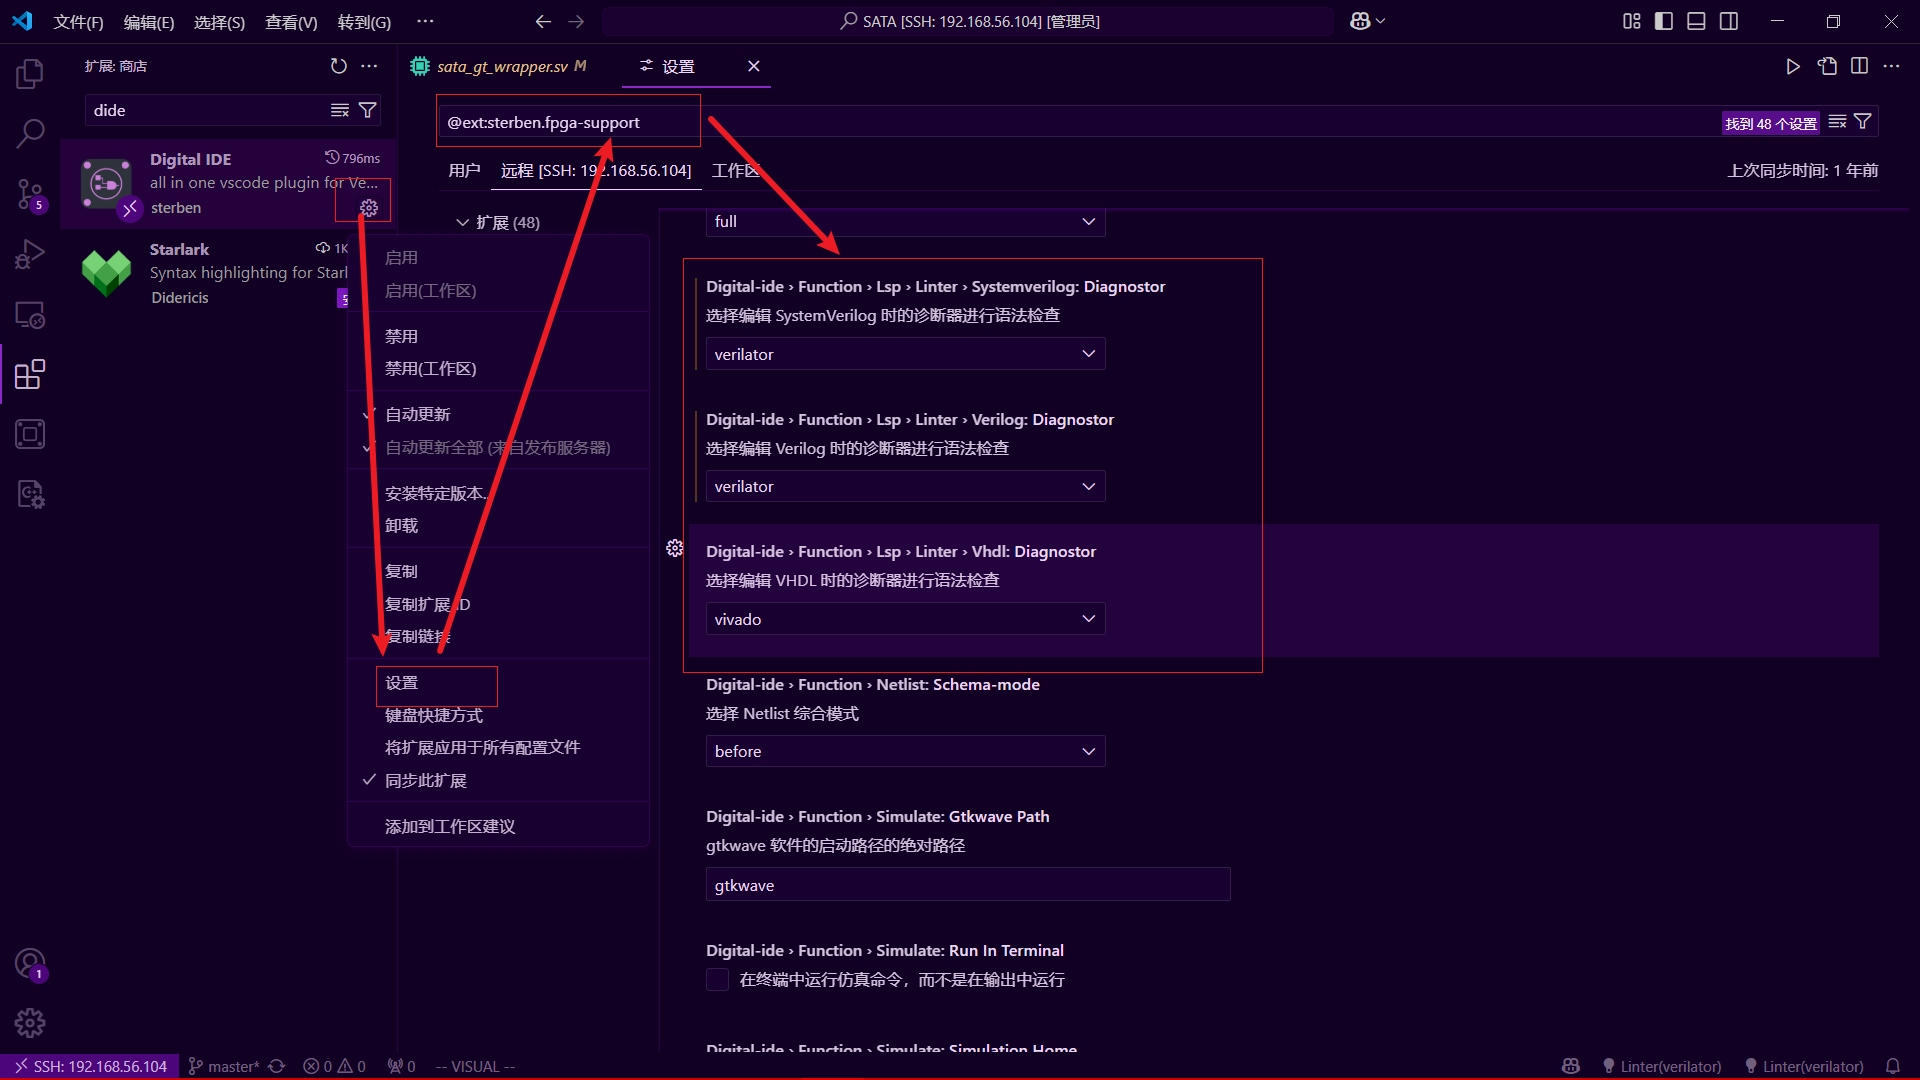 文件(F) 编辑(E) 选择(S) 查看(V) 转到(G) ···
SATA [SSH: 192.168.56.104] [管理员]
扩展: 商店
dide
Digital IDE
796ms
all in one vscode plugin for Ve...
sterben
Starlark
1K
Syntax highlighting for Starl
Didericis
5
启用
启用(工作区)
禁用
禁用(工作区)
自动更新
自动更新全部 (来自发布服务器)
安装特定版本..
卸载
复制
复制扩展 ID
复制链接
设置
键盘快捷方式
将扩展应用于所有配置文件
同步此扩展
添加到工作区建议
sata_gt_wrapper.sv M
设置
@ext:sterben.fpga-support
找到 48 个设置
用户 远程 [SSH: 192.168.56.104] 工作区
上次同步时间: 1 年前
扩展 (48)
full
Digital-ide › Function › Lsp › Linter › Systemverilog: Diagnostor
选择编辑 SystemVerilog 时的诊断器进行语法检查
verilator
Digital-ide › Function › Lsp › Linter › Verilog: Diagnostor
选择编辑 Verilog 时的诊断器进行语法检查
verilator
Digital-ide › Function › Lsp › Linter › Vhdl: Diagnostor
选择编辑 VHDL 时的诊断器进行语法检查
vivado
Digital-ide › Function › Netlist: Schema-mode
选择 Netlist 综合模式
before
Digital-ide › Function › Simulate: Gtkwave Path
gtkwave 软件的启动路径的绝对路径
gtkwave
Digital-ide › Function › Simulate: Run In Terminal
在终端中运行仿真命令，而不是在输出中运行
Digital-ide › Function › Simulate: Simulation Home
1
SSH: 192.168.56.104 master* 0 0 0 -- VISUAL --
Linter(verilator) Linter(verilator)